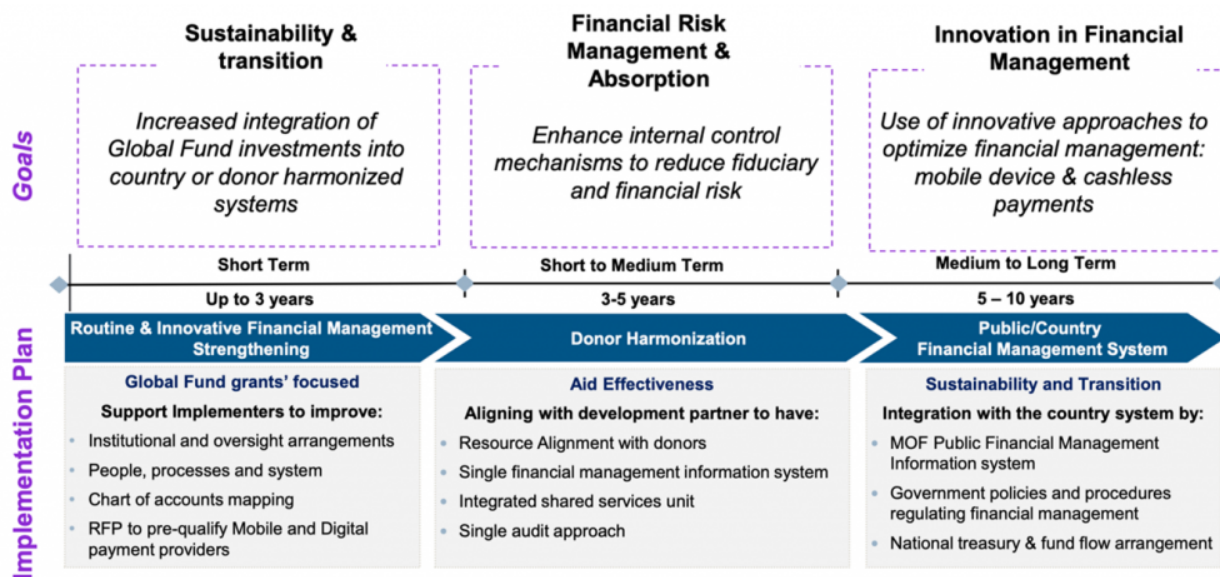 Sustainability &
transition
Financial Risk
Management &
Absorption
Innovation in Financial
Management
Goals
Increased integration of
Global Fund investments into
country or donor harmonized
systems
Enhance internal control
mechanisms to reduce fiduciary
and financial risk
Use of innovative approaches to
optimize financial management:
mobile device & cashless
payments
Short Term
Short to Medium Term
Medium to Long Term
Up to 3 years
3-5 years
5 – 10 years
Implementation Plan
Routine & Innovative Financial Management
Strengthening
Donor Harmonization
Public/Country
Financial Management System
Global Fund grants' focused
Support Implementers to improve:
• Institutional and oversight arrangements
• People, processes and system
• Chart of accounts mapping
• RFP to pre-qualify Mobile and Digital
payment providers
Aid Effectiveness
Aligning with development partner to have:
• Resource Alignment with donors
• Single financial management information system
• Integrated shared services unit
• Single audit approach
Sustainability and Transition
Integration with the country system by:
• MOF Public Financial Management
Information system
• Government policies and procedures
regulating financial management
• National treasury & fund flow arrangement